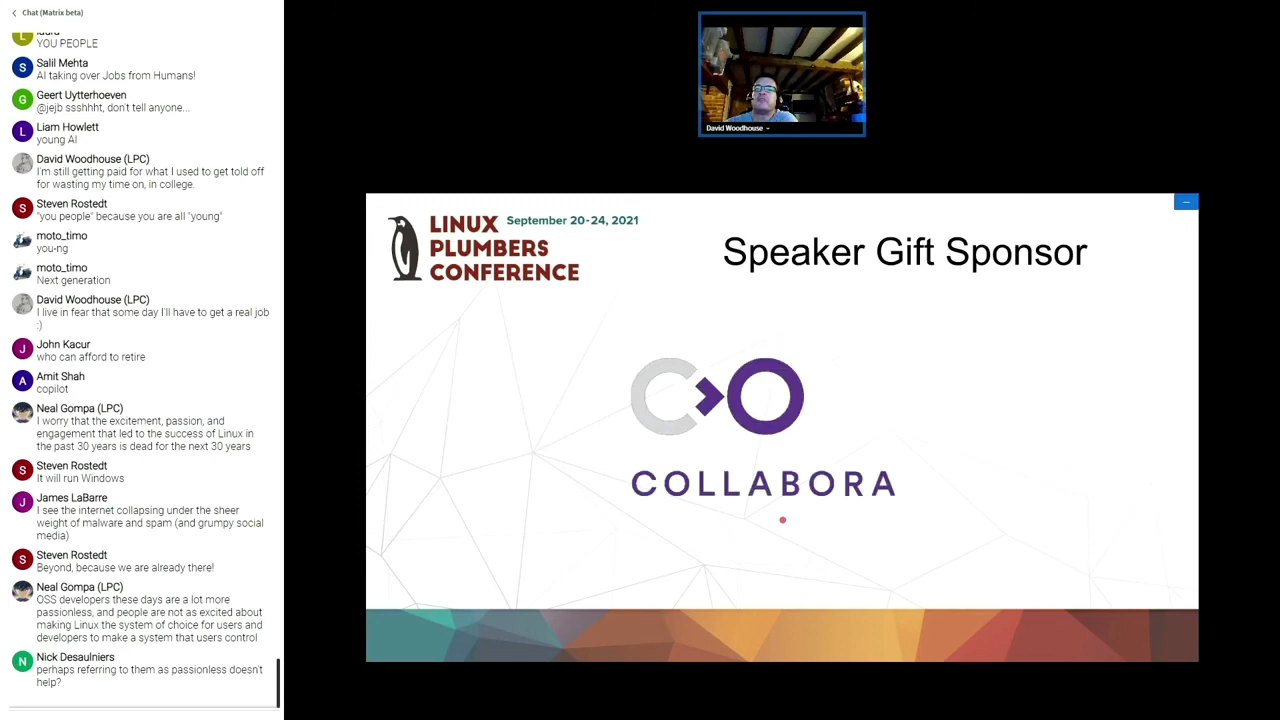 Chat (Matrix beta)
YOU PEOPLE
S
Salil Mehta
AI taking over Jobs from Humans!
G
Geert Uytterhoeven
@jejb ssshhht, don't tell anyone...
L
Liam Howlett
young AI
David Woodhouse (LPC)
I'm still getting paid for what I used to get told off
for wasting my time on, in college.
S
Steven Rostedt
"you people" because you are all "young"
moto_timo
you-ng
moto_timo
Next generation
David Woodhouse (LPC)
I live in fear that some day I'll have to get a real job
:)
J
John Kacur
who can afford to retire
A
Amit Shah
copilot
Neal Gompa (LPC)
I worry that the excitement, passion, and
engagement that led to the success of Linux in
the past 30 years is dead for the next 30 years
S
Steven Rostedt
It will run Windows
J
James LaBarre
I see the internet collapsing under the sheer
weight of malware and spam (and grumpy social
media)
S
Steven Rostedt
Beyond, because we are already there!
Neal Gompa (LPC)
OSS developers these days are a lot more
passionless, and people are not as excited about
making Linux the system of choice for users and
developers to make a system that users control
N
Nick Desaulniers
perhaps referring to them as passionless doesn't
help?
David Woodhouse
LINUX
PLUMBERS
CONFERENCE
September 20-24, 2021
Speaker Gift Sponsor
COLLABORA